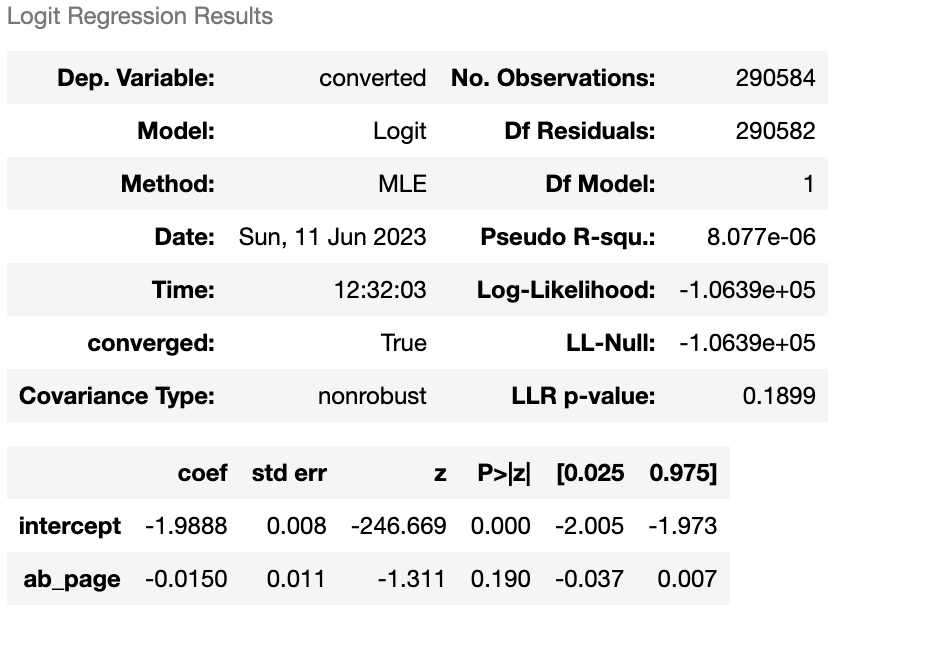 Logit Regression Results
Dep. Variable: converted No. Observations: 290584
Model: Logit Df Residuals: 290582
Method: MLE Df Model: 1
Date: Sun, 11 Jun 2023 Pseudo R-squ.: 8.077e-06
Time: 12:32:03 Log-Likelihood: -1.0639e+05
converged: True LL-Null: -1.0639e+05
Covariance Type: nonrobust LLR p-value: 0.1899
coef std err z P>|z| [0.025 0.975]
intercept -1.9888 0.008 -246.669 0.000 -2.005 -1.973
ab_page -0.0150 0.011 -1.311 0.190 -0.037 0.007